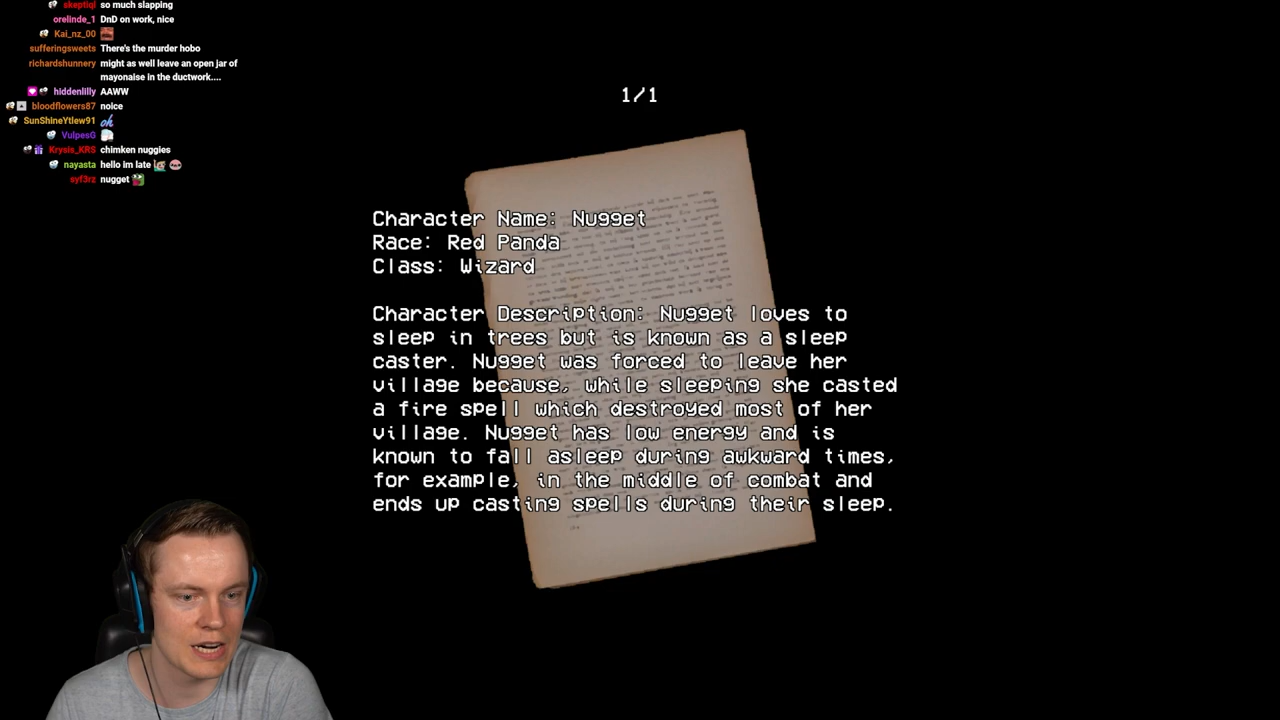 skeptiql so much slapping
orelinde_1 DnD on work, nice
Kai_nz_00
sufferingsweets There's the murder hobo
richardshunnery might as well leave an open jar of
mayonaise in the ductwork....
hiddenlilly AAWW
bloodflowers87 noice
SunShineYtlew91 oh
VulpesG
Krysis_KRS chimken nuggies
nayasta hello im late
syf3rz nugget
1/1
Character Name: Nugget
Race: Red Panda
Class: Wizard
Character Description: Nugget loves to
sleep in trees but is known as a sleep
caster. Nugget was forced to leave her
village because, while sleeping she casted
a fire spell which destroyed most of her
village. Nugget has low energy and is
known to fall asleep during awkward times,
for example, in the middle of combat and
ends up casting spells during their sleep.